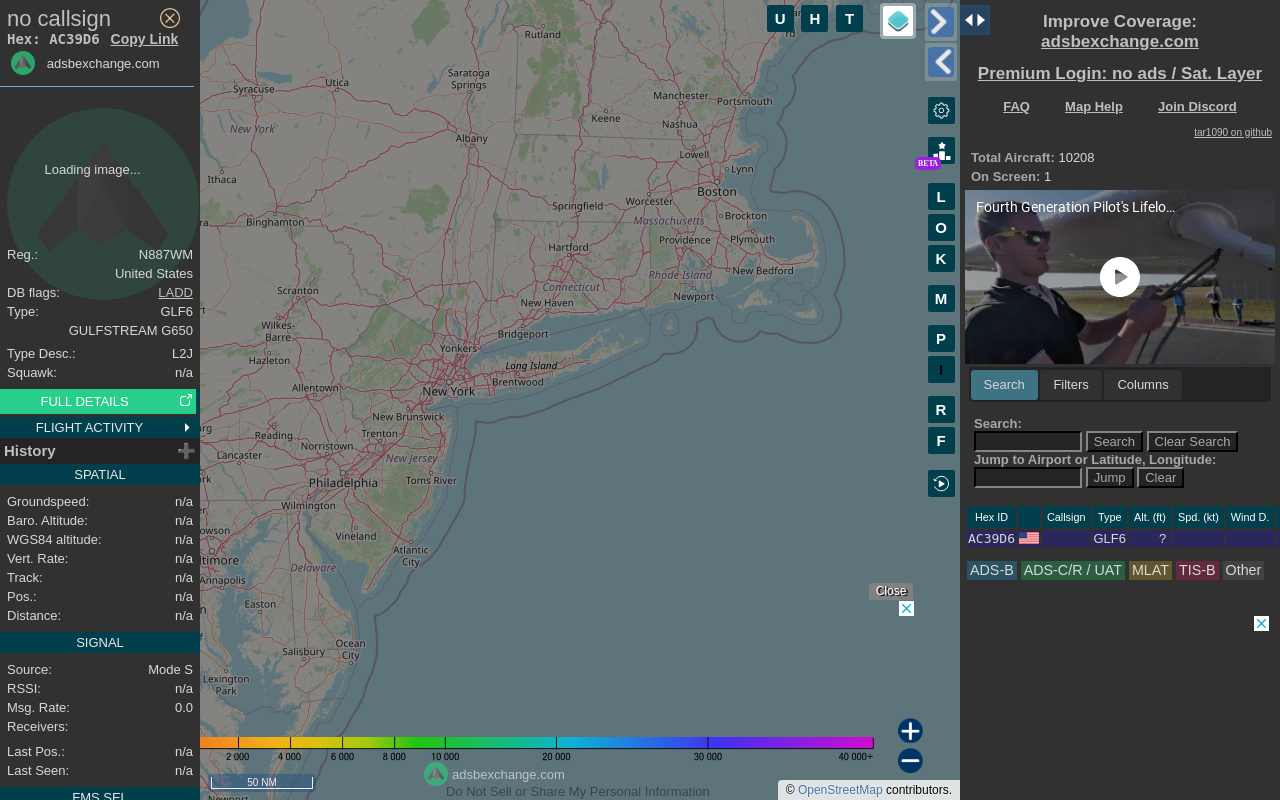 no callsign
Hex: AC39D6 Copy Link
adsbexchange.com
Loading image...
Reg.: N887WM
United States
DB flags: LADD
Type: GLF6
GULFSTREAM G650
Type Desc.: L2J
Squawk: n/a
FULL DETAILS
FLIGHT ACTIVITY
History
SPATIAL
Groundspeed: n/a
Baro. Altitude: n/a
WGS84 altitude: n/a
Vert. Rate: n/a
Track: n/a
Pos.: n/a
Distance: n/a
SIGNAL
Source: Mode S
RSSI: n/a
Msg. Rate: 0.0
Receivers:
Last Pos.: n/a
Last Seen: n/a
FMS SEL
Rutland
Saratoga
Springs
Utica
Syracuse
New York
Albany
Ithaca
Binghamton
Manchester
Portsmouth
Keene
Nashua
Lowell
Lynn
Boston
Worcester
Springfield
Massachusetts
Brockton
Plymouth
Providence
Hartford
Rhode Island
New Bedford
Newport
Connecticut
New Haven
Scranton
Wilkes-
Barre
Hazleton
Bridgeport
Yonkers
Long Island
Brentwood
New York
Allentown
New Brunswick
Reading
Trenton
Norristown
Lancaster
New Jersey
Philadelphia
Toms River
Wilmington
Vineland
Atlantic
City
Delaware
Annapolis
Easton
Ocean
City
Salisbury
Lexington
Park
U H T
BETA
L
O
K
M
P
I
R
F
Close
2 000 4 000 6 000 8 000 10 000 20 000 30 000 40 000+
50 NM
adsbexchange.com
Do Not Sell or Share My Personal Information
© OpenStreetMap contributors.
Improve Coverage:
adsbexchange.com
Premium Login: no ads / Sat. Layer
FAQ Map Help Join Discord
tar1090 on github
Total Aircraft: 10208
On Screen: 1
Fourth Generation Pilot's Lifelo...
Search Filters Columns
Search:
Search Clear Search
Jump to Airport or Latitude, Longitude:
Jump Clear
Hex ID Callsign Type Alt. (ft) Spd. (kt) Wind D.
AC39D6 GLF6 ?
ADS-B ADS-C/R / UAT MLAT TIS-B Other